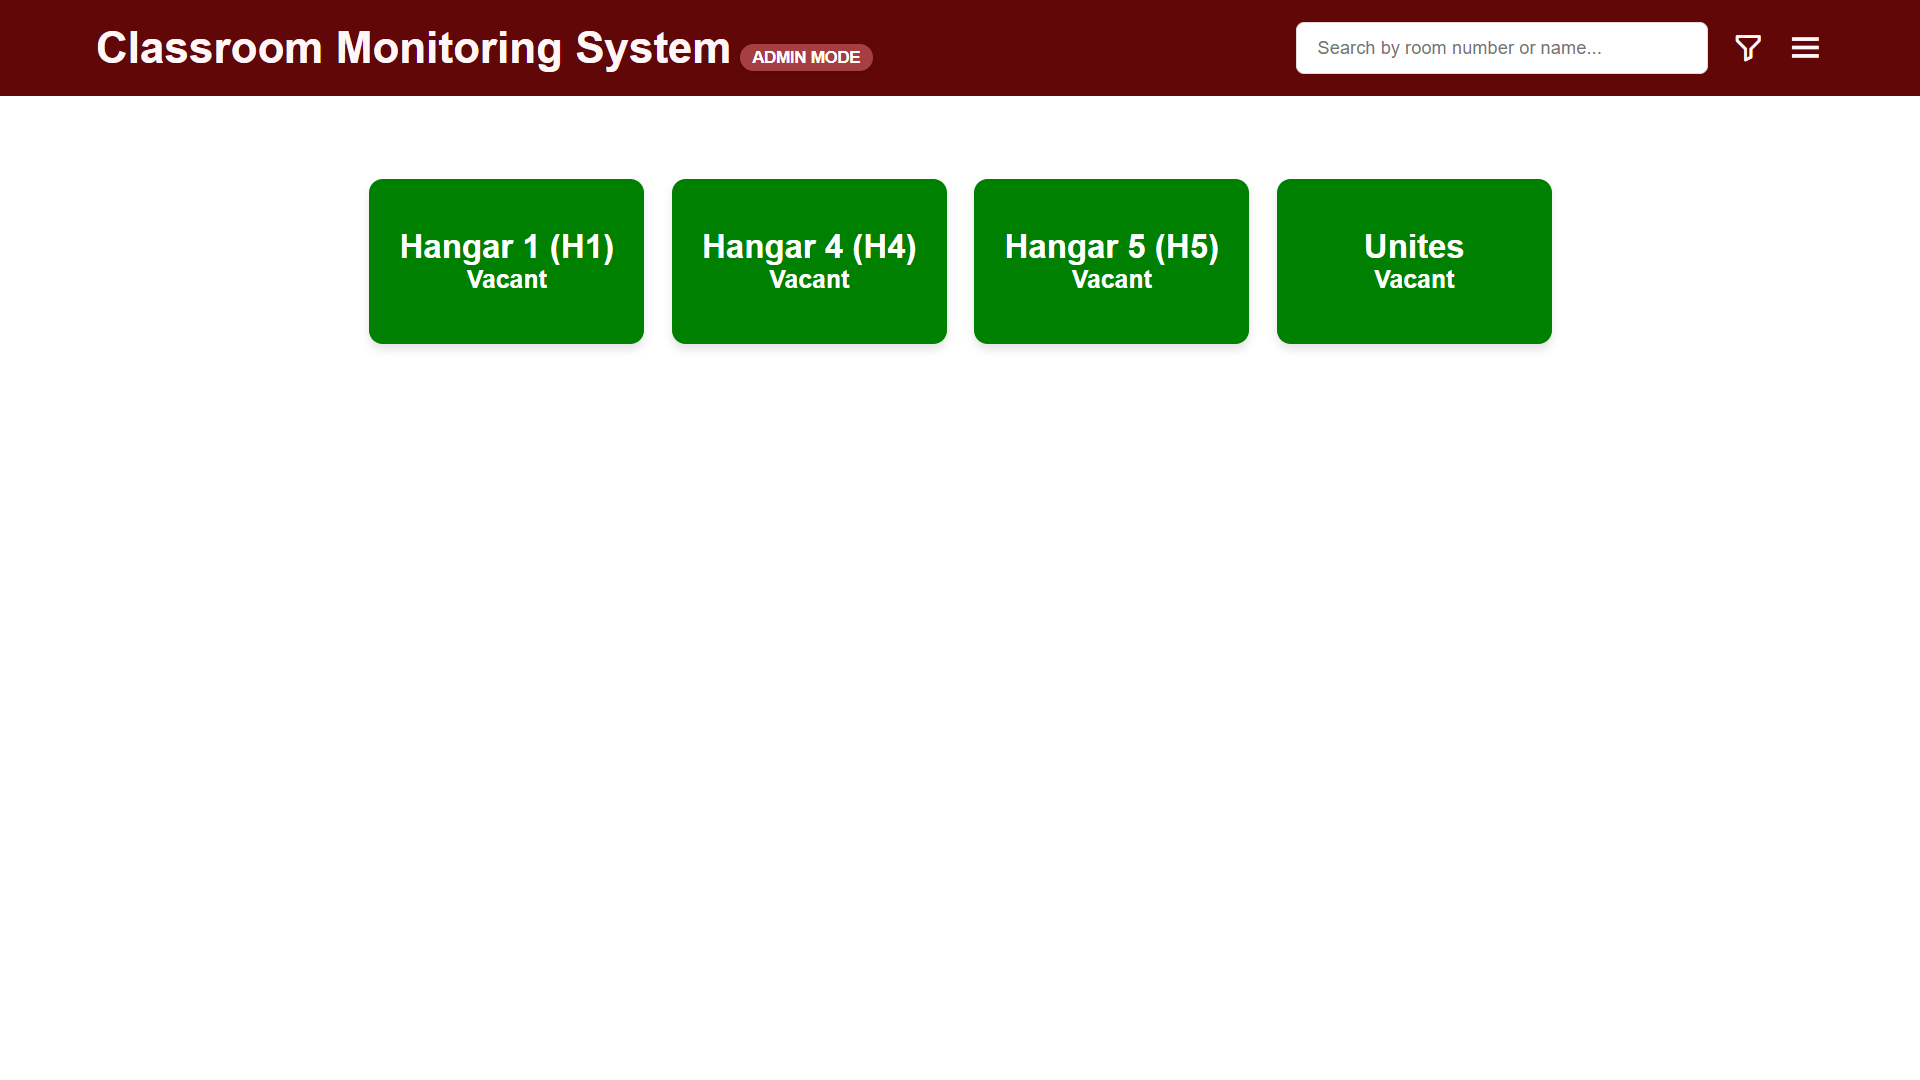 Classroom Monitoring System ADMIN MODE
Search by room number or name...
Hangar 1 (H1)
Vacant
Hangar 4 (H4)
Vacant
Hangar 5 (H5)
Vacant
Unites
Vacant